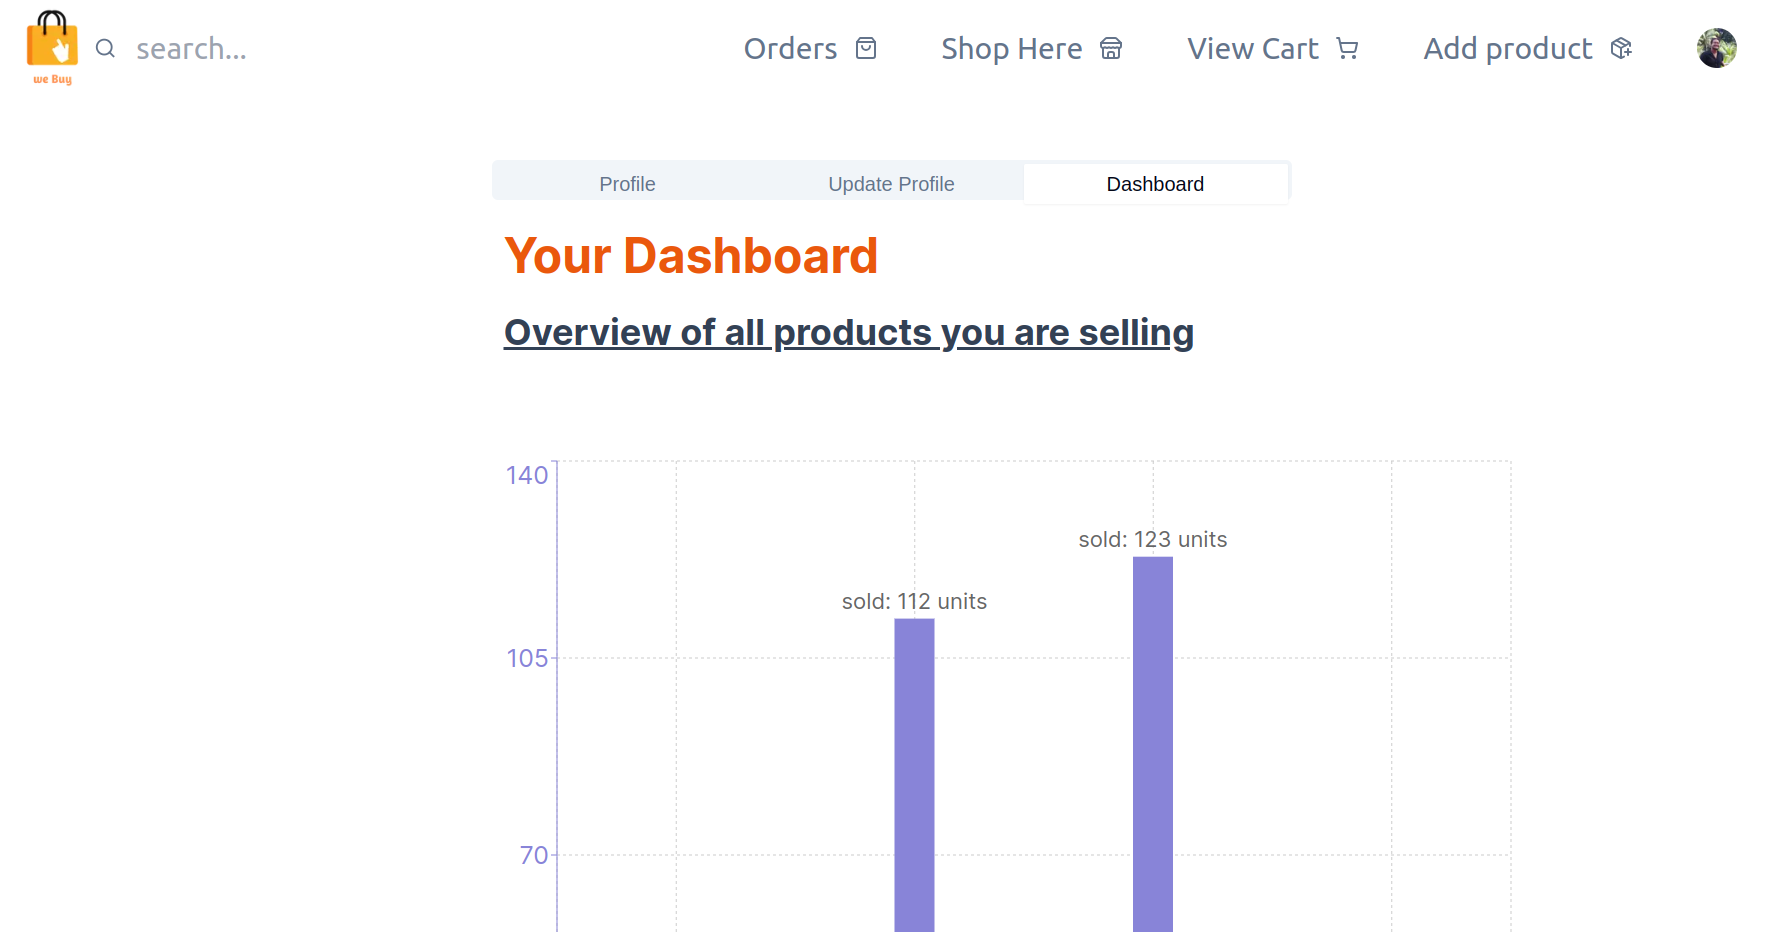 we Buy
search...
Orders
Shop Here
View Cart
Add product
Profile
Update Profile
Dashboard
Your Dashboard
Overview of all products you are selling
140
sold: 123 units
sold: 112 units
105
70